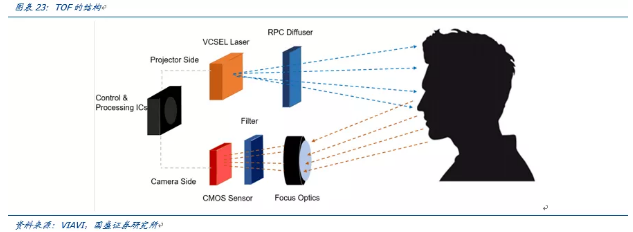 图表 23：TOF 的结构
RPC Diffuser
VCSEL Laser
Projector Side
Control &
Processing ICs
Filter
Camera Side
CMOS Sensor
Focus Optics
资料来源：VIAVI，国盛证券研究所